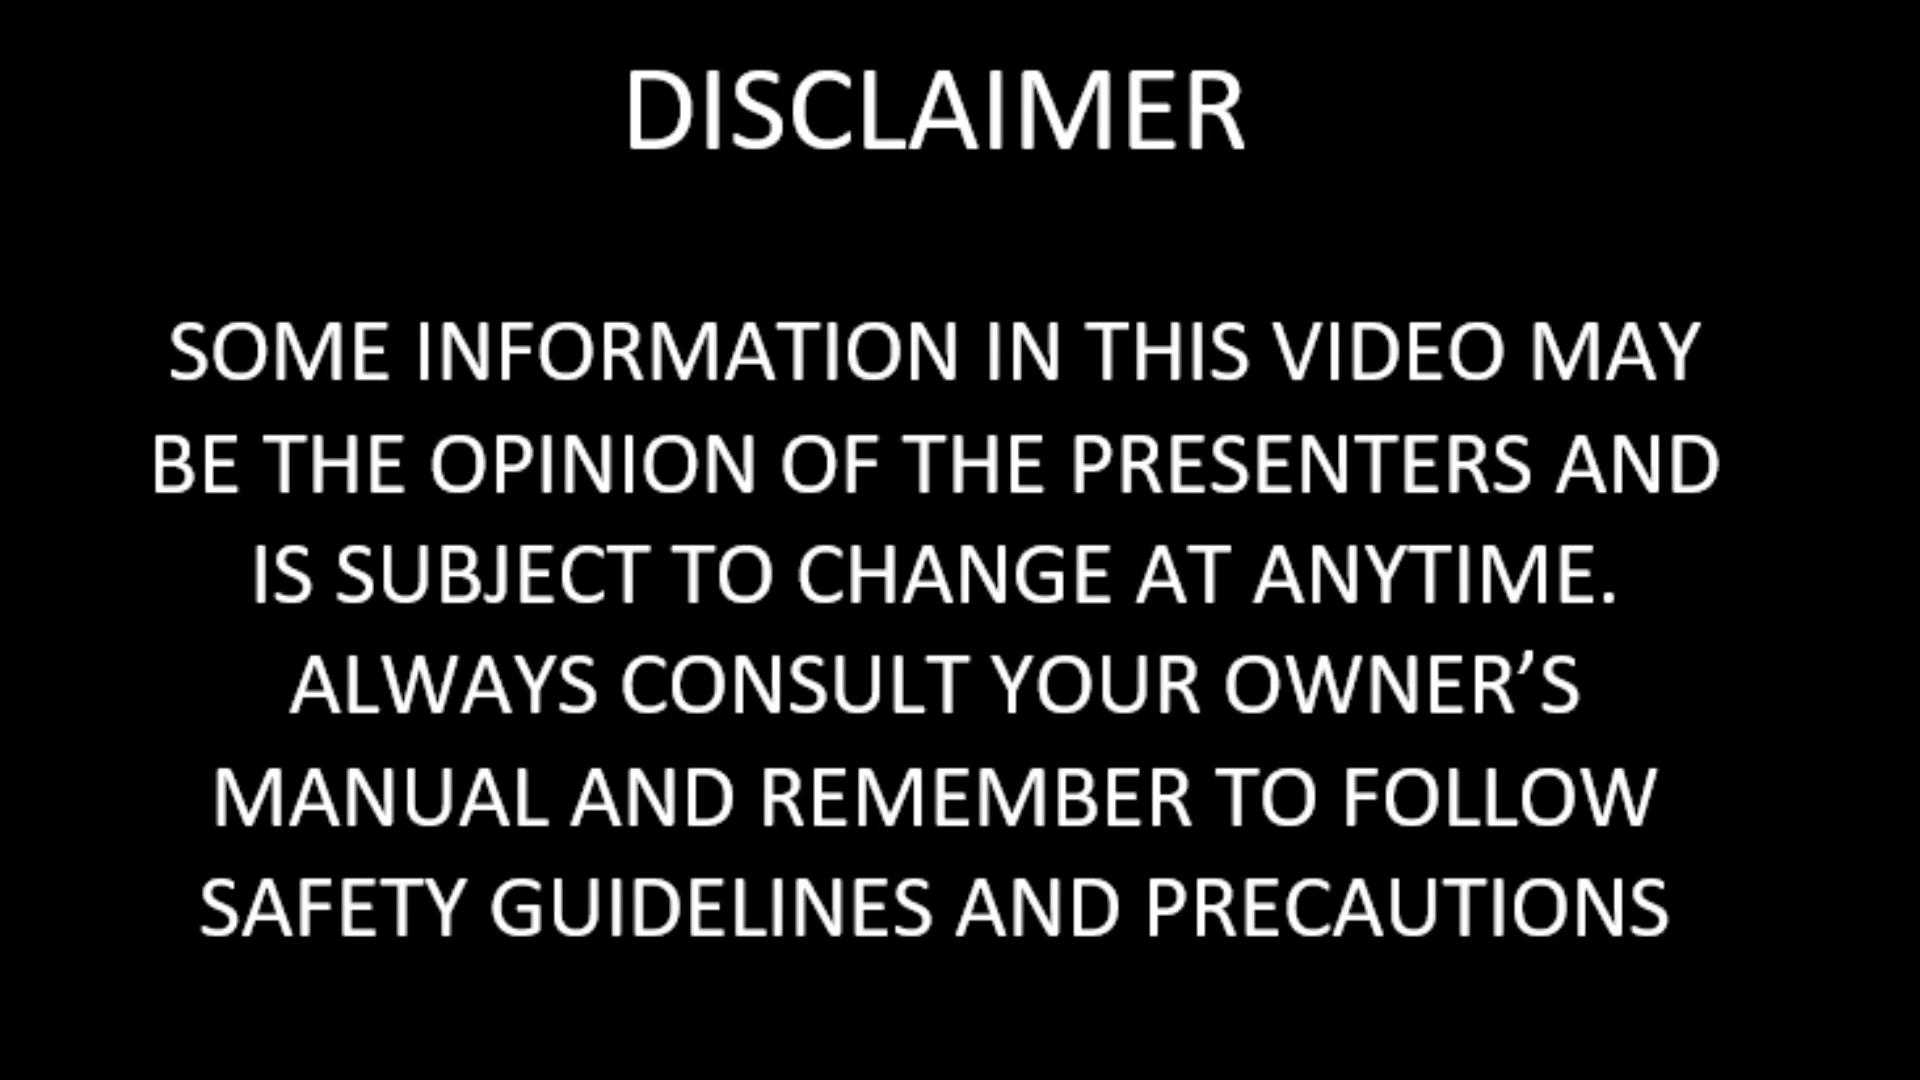 DISCLAIMER
SOME INFORMATION IN THIS VIDEO MAY
BE THE OPINION OF THE PRESENTERS AND
IS SUBJECT TO CHANGE AT ANYTIME.
ALWAYS CONSULT YOUR OWNER’S
MANUAL AND REMEMBER TO FOLLOW
SAFETY GUIDELINES AND PRECAUTIONS